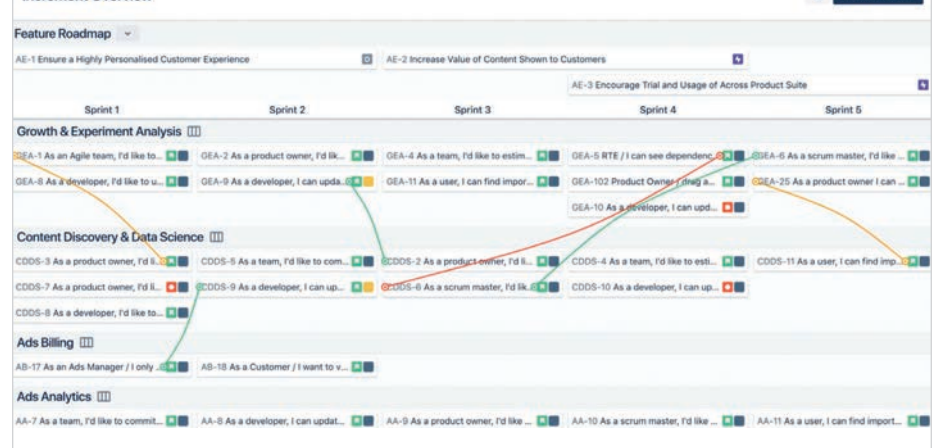 Feature Roadmap
AE-1 Ensure a Highly Personalised Customer Experience
AE-2 Increase Value of Content Shown to Customers
AE-3 Encourage Trial and Usage of Across Product Suite
Sprint 1 Sprint 2 Sprint 3 Sprint 4 Sprint 5
Growth & Experiment Analysis
GEA-1 As an Agile team, I'd like to... GEA-2 As a product owner, I'd lik... GEA-4 As a team, I'd like to estim... GEA-5 RTE / I can see dependenc... GEA-6 As a scrum master, I'd like ...
GEA-8 As a developer, I'd like to u... GEA-9 As a developer, I can upda... GEA-11 As a user, I can find impor... GEA-102 Product Owner I drag a... GEA-25 As a product owner I can ...
GEA-10 As a developer, I can upd...
Content Discovery & Data Science
CDDS-3 As a product owner, I'd li... CDDS-5 As a team, I'd like to com... CDDS-2 As a product owner, I'd li... CDDS-4 As a team, I'd like to esti... CDDS-11 As a user, I can find imp...
CDDS-7 As a product owner, I'd li... CDDS-9 As a developer, I can up... CDDS-6 As a scrum master, I'd lik... CDDS-10 As a developer, I can up...
CDDS-8 As a developer, I'd like to...
Ads Billing
AB-17 As an Ads Manager / I only ... AB-18 As a Customer / I want to v...
Ads Analytics
AA-7 As a team, I'd like to commit... AA-8 As a developer, I can updat... AA-9 As a product owner, I'd like ... AA-10 As a scrum master, I'd like ... AA-11 As a user, I can find import...